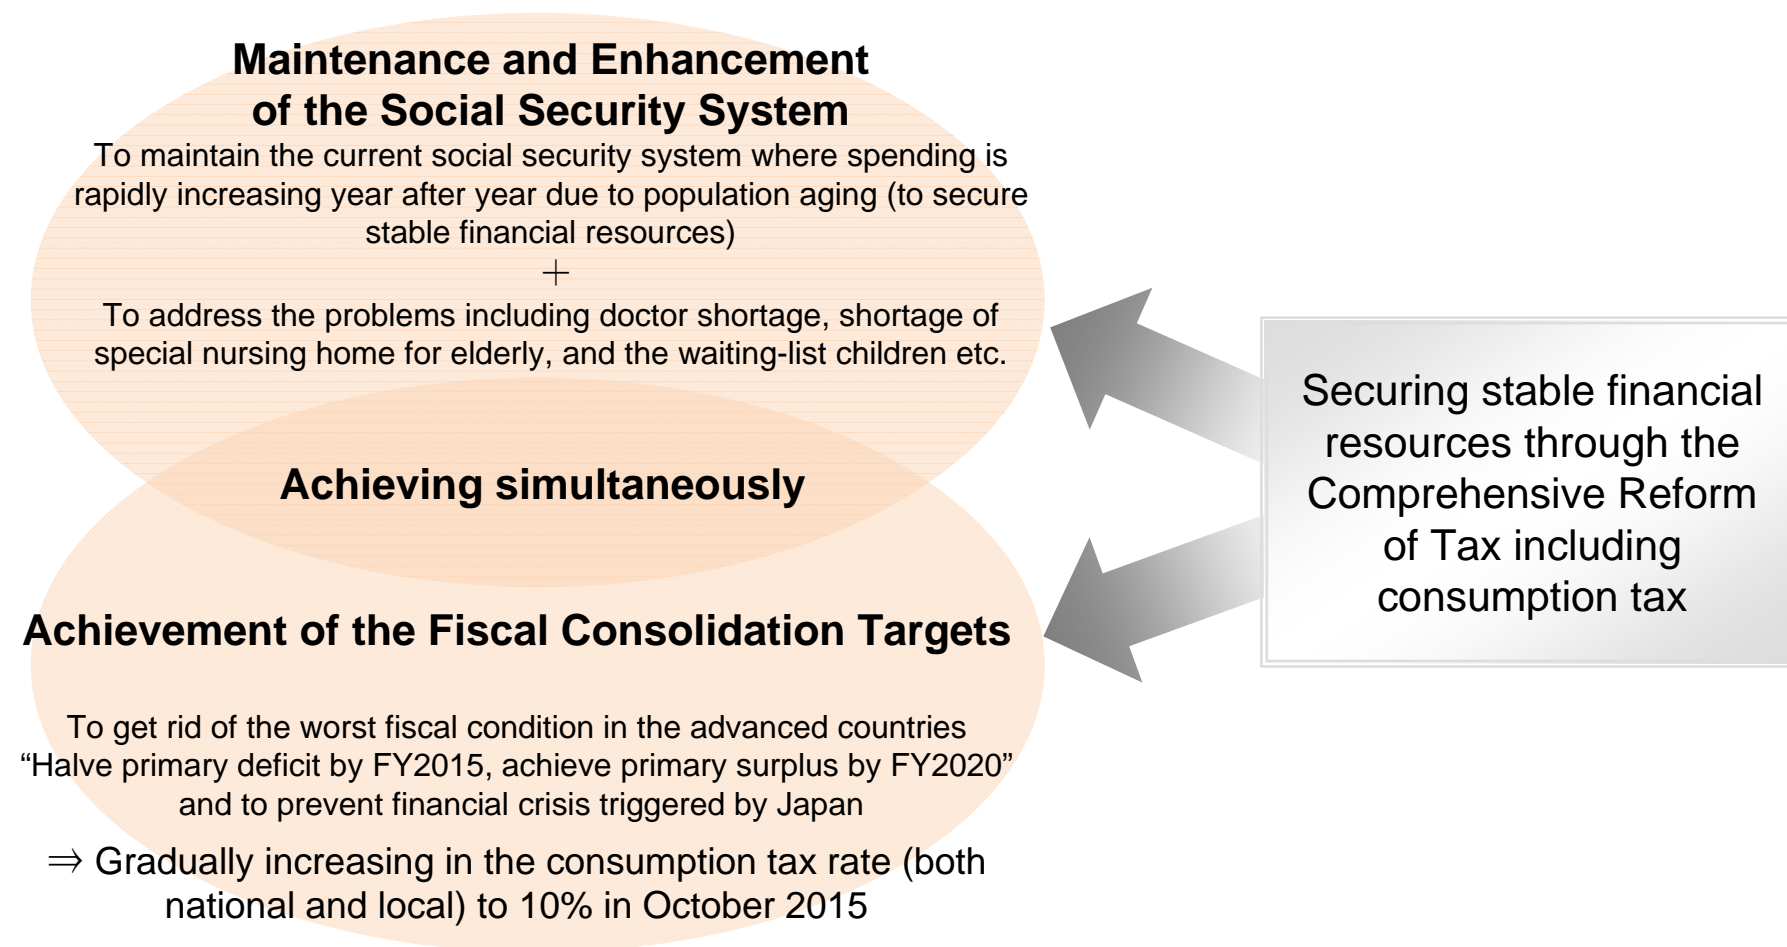 Maintenance and Enhancement
of the Social Security System
To maintain the current social security system where spending is
rapidly increasing year after year due to population aging (to secure
stable financial resources)
+
To address the problems including doctor shortage, shortage of
special nursing home for elderly, and the waiting-list children etc.
Achieving simultaneously
Achievement of the Fiscal Consolidation Targets
To get rid of the worst fiscal condition in the advanced countries
“Halve primary deficit by FY2015, achieve primary surplus by FY2020”
and to prevent financial crisis triggered by Japan
⇒ Gradually increasing in the consumption tax rate (both
national and local) to 10% in October 2015
Securing stable financial
resources through the
Comprehensive Reform
of Tax including
consumption tax